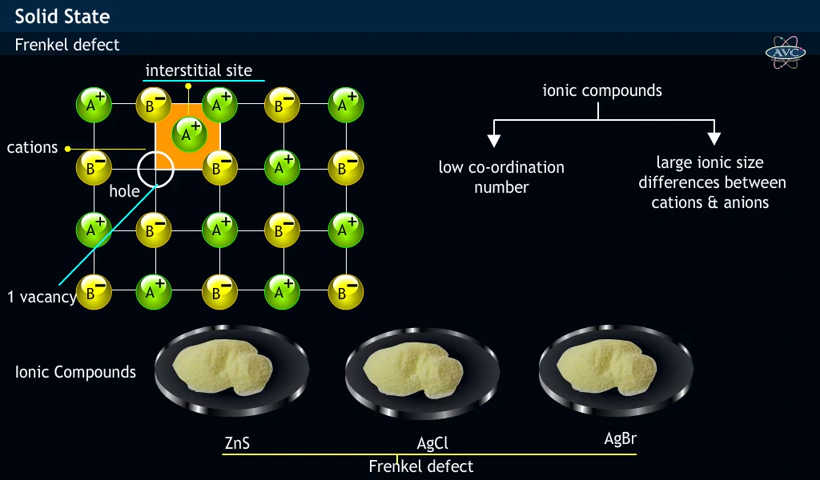 Solid State
Frenkel defect
AVC
interstitial site
A+ B− A+ B− A+
A+
cations
B− B− A+ B−
hole
A+ B− A+ B− A+
1 vacancy
B− A+ B− A+ B−
ionic compounds
low co-ordination
number
large ionic size
differences between
cations & anions
Ionic Compounds
ZnS
AgCl
AgBr
Frenkel defect